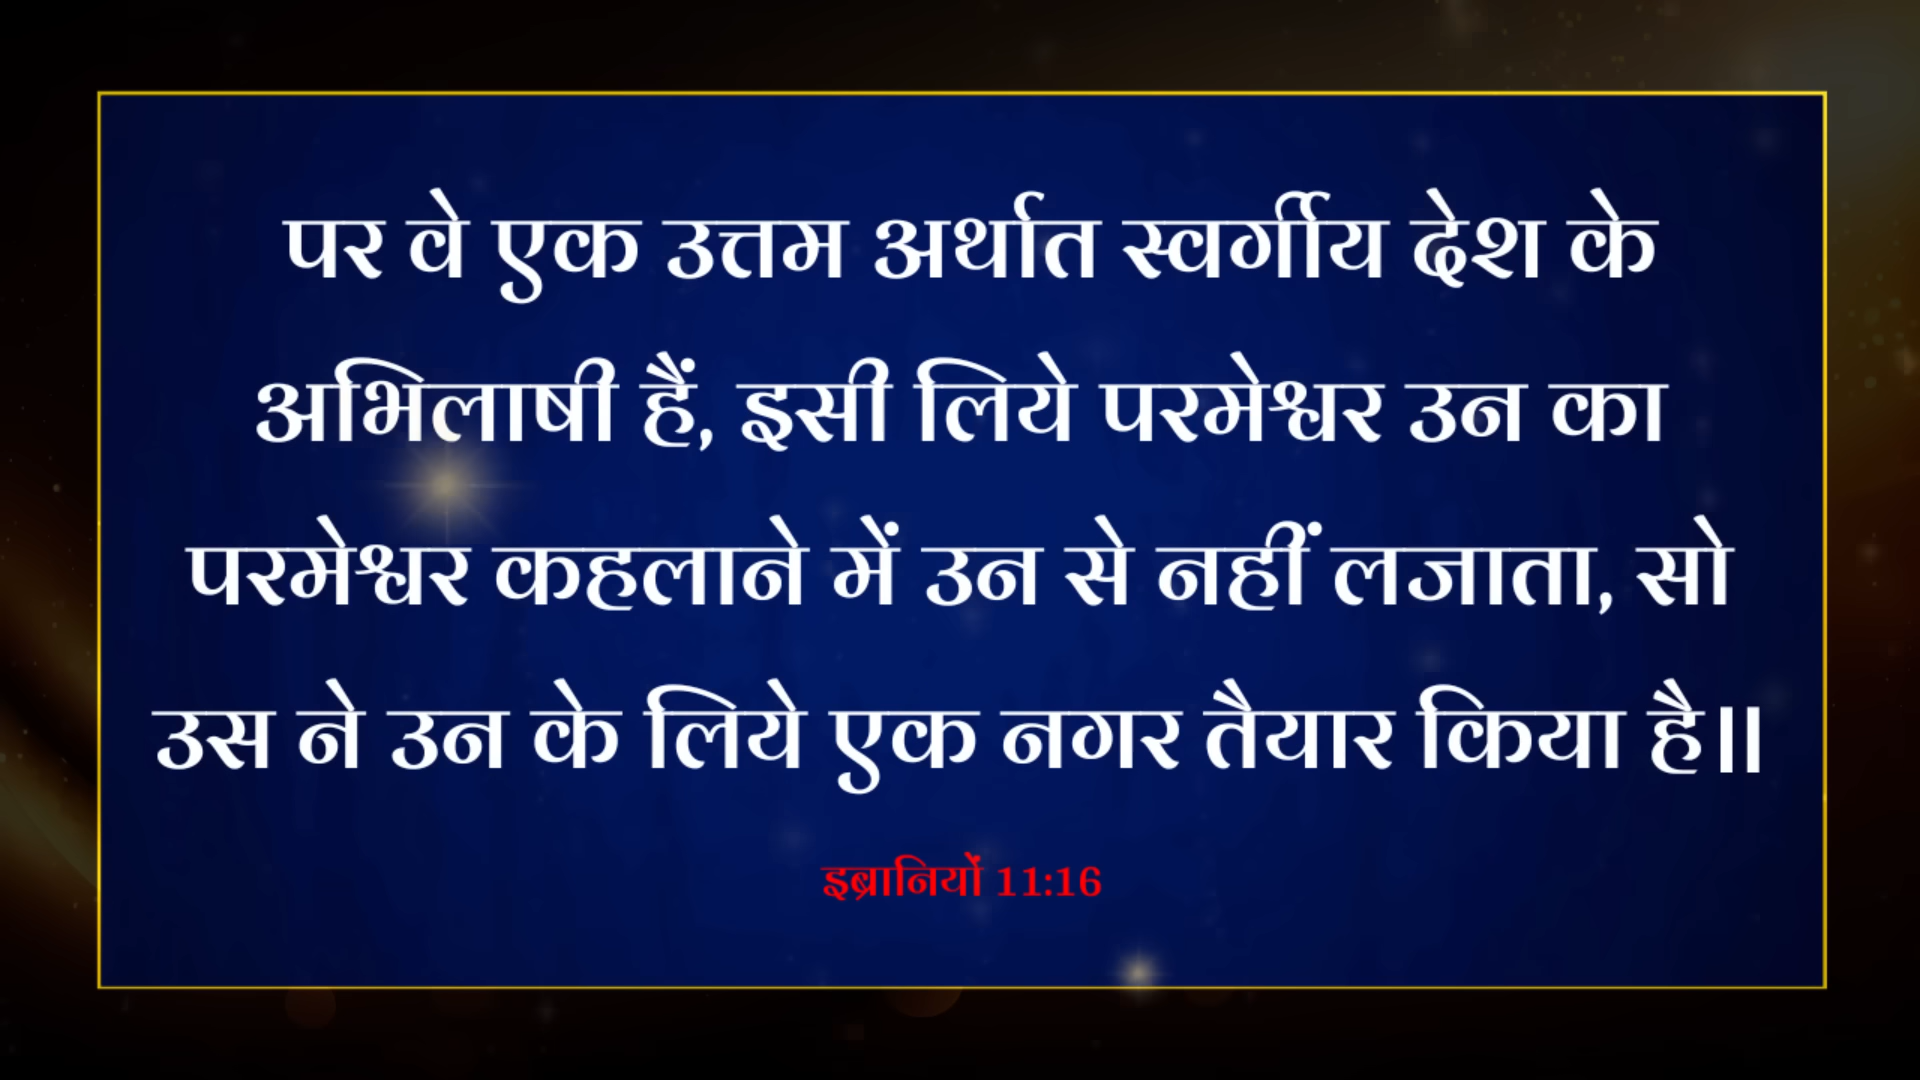 पर वे एक उत्तम अर्थात स्वर्गीय देश के
अभिलाषी हैं, इसी लिये परमेश्वर उन का
परमेश्वर कहलाने में उन से नहीं लजाता, सो
उस ने उन के लिये एक नगर तैयार किया है॥
इब्रानियों 11:16